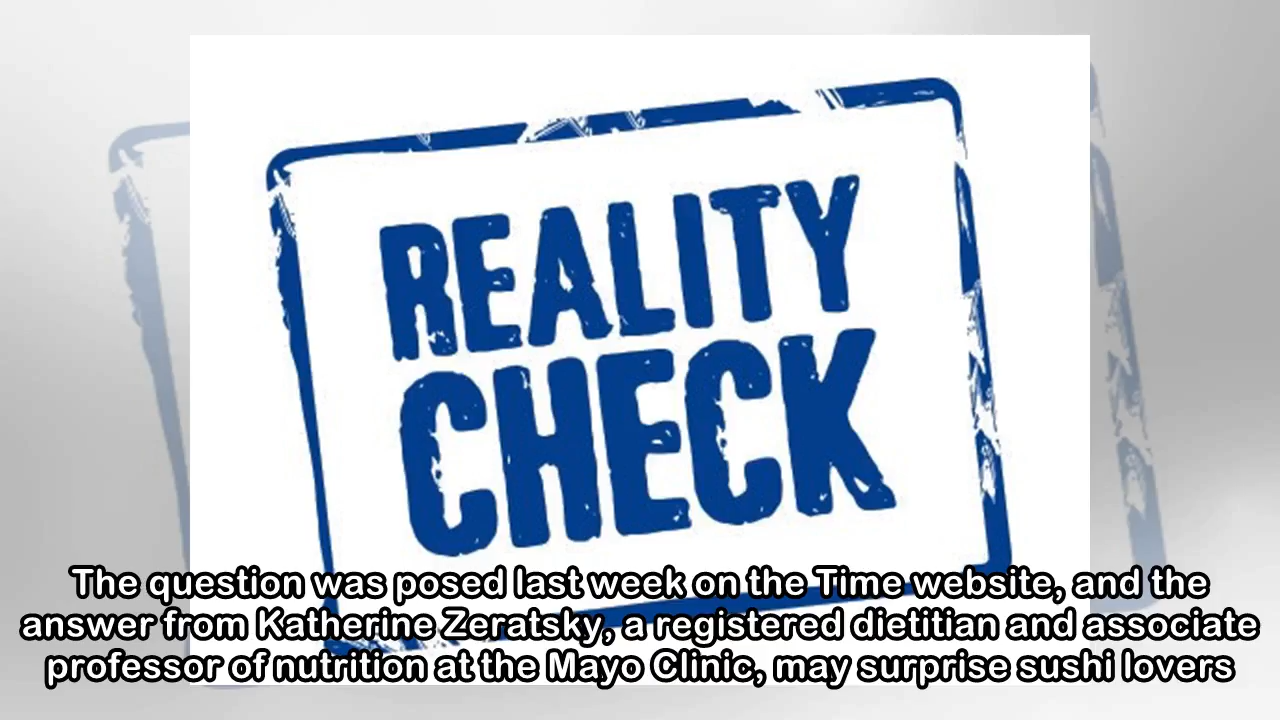 REALITY
CHECK
The question was posed last week on the Time website, and the
answer from Katherine Zeratsky, a registered dietitian and associate
professor of nutrition at the Mayo Clinic, may surprise sushi lovers